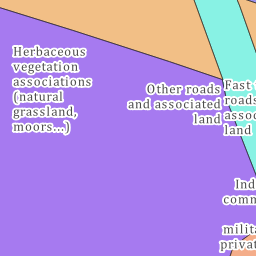 Herbaceous
vegetation
associations
(natural
grassland,
moors...)
Other roads
and associated
land
Fast
roads
asso
land
Ind
comm
milita
privat